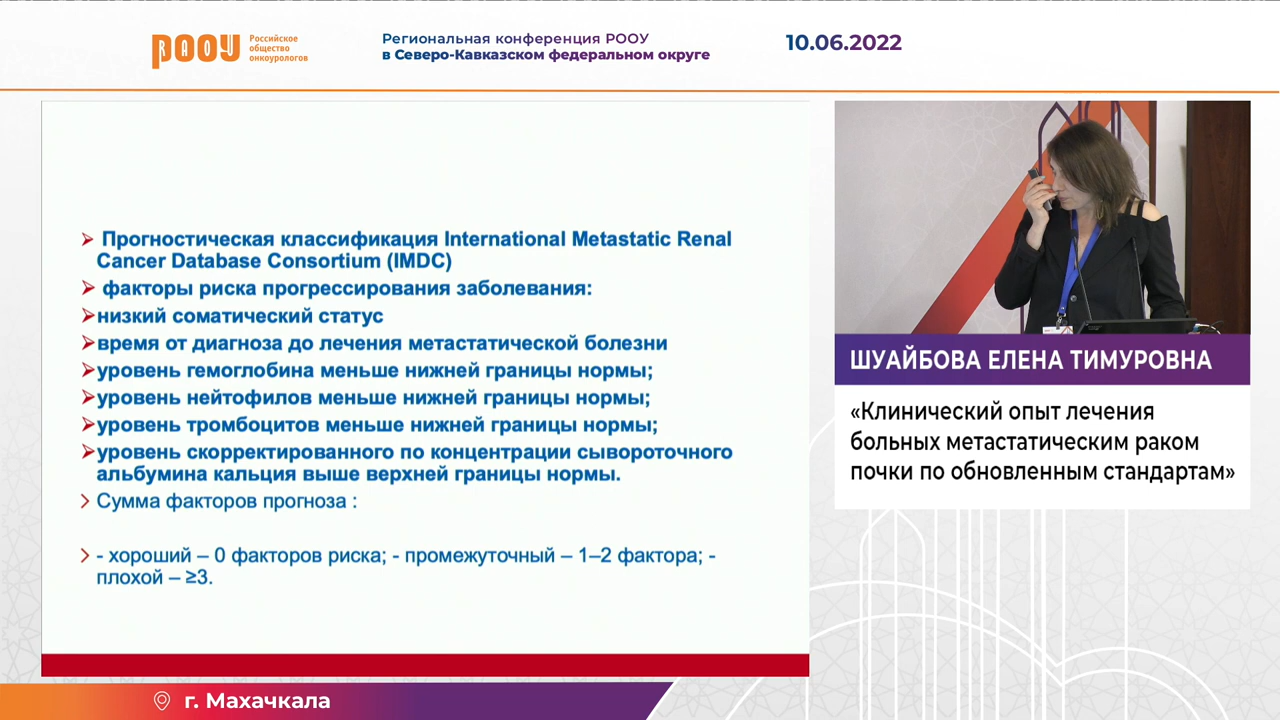 РООУ
Российское
общество
онкоурологов
Региональная конференция РООУ
в Северо-Кавказском федеральном округе
10.06.2022
Прогностическая классификация International Metastatic Renal
Cancer Database Consortium (IMDC)
факторы риска прогрессирования заболевания:
низкий соматический статус
время от диагноза до лечения метастатической болезни
уровень гемоглобина меньше нижней границы нормы;
уровень нейтофилов меньше нижней границы нормы;
уровень тромбоцитов меньше нижней границы нормы;
уровень скорректированного по концентрации сывороточного
альбумина кальция выше верхней границы нормы.
Сумма факторов прогноза :
- хороший – 0 факторов риска; - промежуточный – 1–2 фактора; -
плохой – ≥3.
ШУАЙБОВА ЕЛЕНА ТИМУРОВНА
«Клинический опыт лечения
больных метастатическим раком
почки по обновленным стандартам»
г. Махачкала